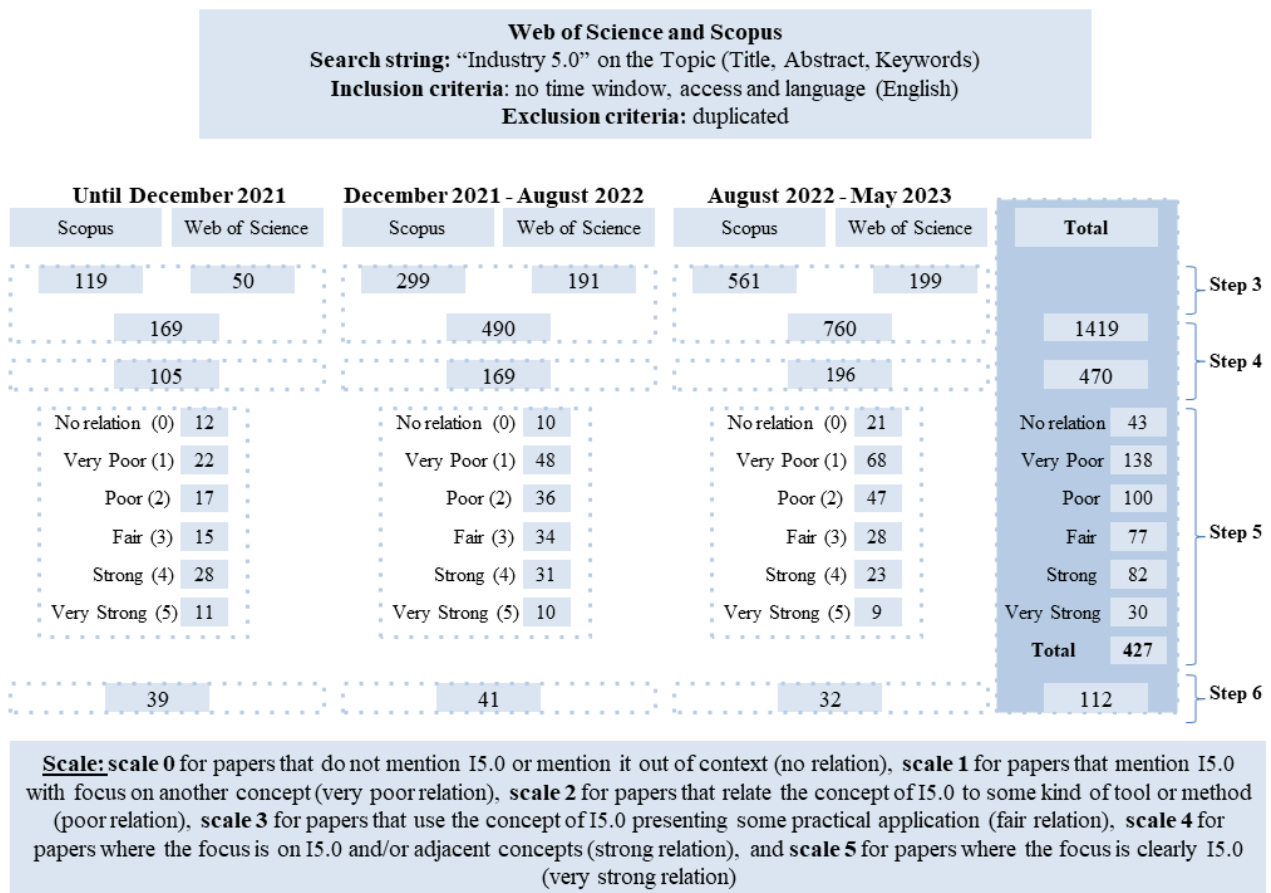 Web of Science and Scopus
Search string: “Industry 5.0” on the Topic (Title, Abstract, Keywords)
Inclusion criteria: no time window, access and language (English)
Exclusion criteria: duplicated
Until December 2021 December 2021 - August 2022 August 2022 - May 2023
Scopus Web of Science Scopus Web of Science Scopus Web of Science Total
119 50 299 191 561 199 Step 3
169 490 760 1419
Step 4
105 169 196 470
No relation (0) 12 No relation (0) 10 No relation (0) 21 No relation 43
Very Poor (1) 22 Very Poor (1) 48 Very Poor (1) 68 Very Poor 138
Poor (2) 17 Poor (2) 36 Poor (2) 47 Poor 100
Fair (3) 15 Fair (3) 34 Fair (3) 28 Fair 77 Step 5
Strong (4) 28 Strong (4) 31 Strong (4) 23 Strong 82
Very Strong (5) 11 Very Strong (5) 10 Very Strong (5) 9 Very Strong 30
Total 427
39 41 32 112 Step 6
Scale: scale 0 for papers that do not mention I5.0 or mention it out of context (no relation), scale 1 for papers that mention I5.0
with focus on another concept (very poor relation), scale 2 for papers that relate the concept of I5.0 to some kind of tool or method
(poor relation), scale 3 for papers that use the concept of I5.0 presenting some practical application (fair relation), scale 4 for
papers where the focus is on I5.0 and/or adjacent concepts (strong relation), and scale 5 for papers where the focus is clearly I5.0
(very strong relation)